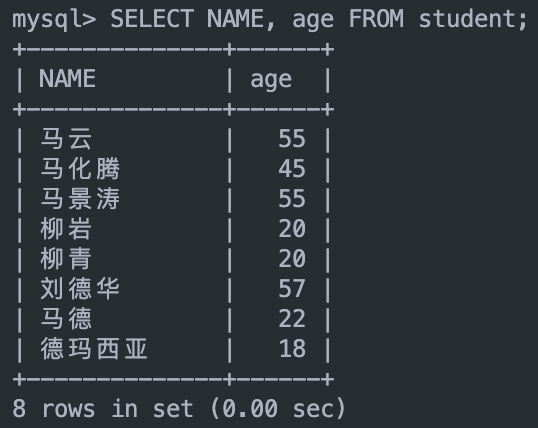 mysql> SELECT NAME, age FROM student;
+--------------+------+
| NAME         | age  |
+--------------+------+
| 马云         |   55 |
| 马化腾       |   45 |
| 马景涛       |   55 |
| 柳岩         |   20 |
| 柳青         |   20 |
| 刘德华       |   57 |
| 马德         |   22 |
| 德玛西亚     |   18 |
+--------------+------+
8 rows in set (0.00 sec)